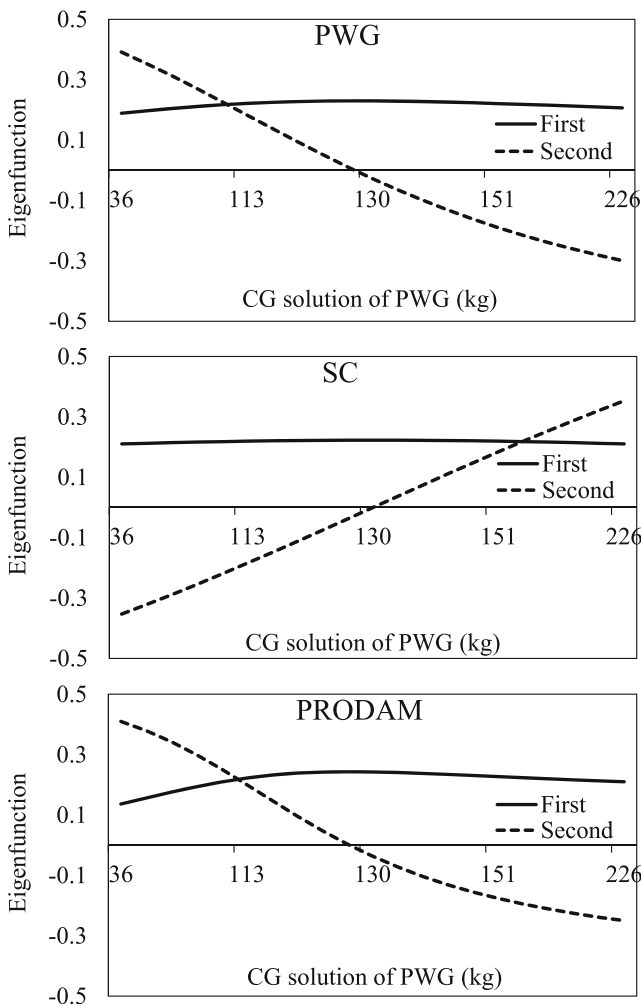 PWG
0.5
0.3
0.1
-0.1
-0.3
-0.5
Eigenfunction
First
Second
36 113 130 151 226
CG solution of PWG (kg)
SC
0.5
0.3
0.1
-0.1
-0.3
-0.5
First
Second
36 113 130 151 226
CG solution of PWG (kg)
PRODAM
0.5
0.3
0.1
-0.1
-0.3
-0.5
Eigenfunction
First
Second
36 113 130 151 226
CG solution of PWG (kg)